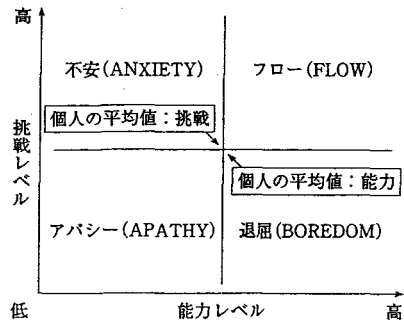 高
不安(ANXIETY)
フロー(FLOW)
個人の平均値：挑戦
挑戦レベル
個人の平均値：能力
アパシー(APATHY)
退屈(BOREDOM)
低
能力レベル
高